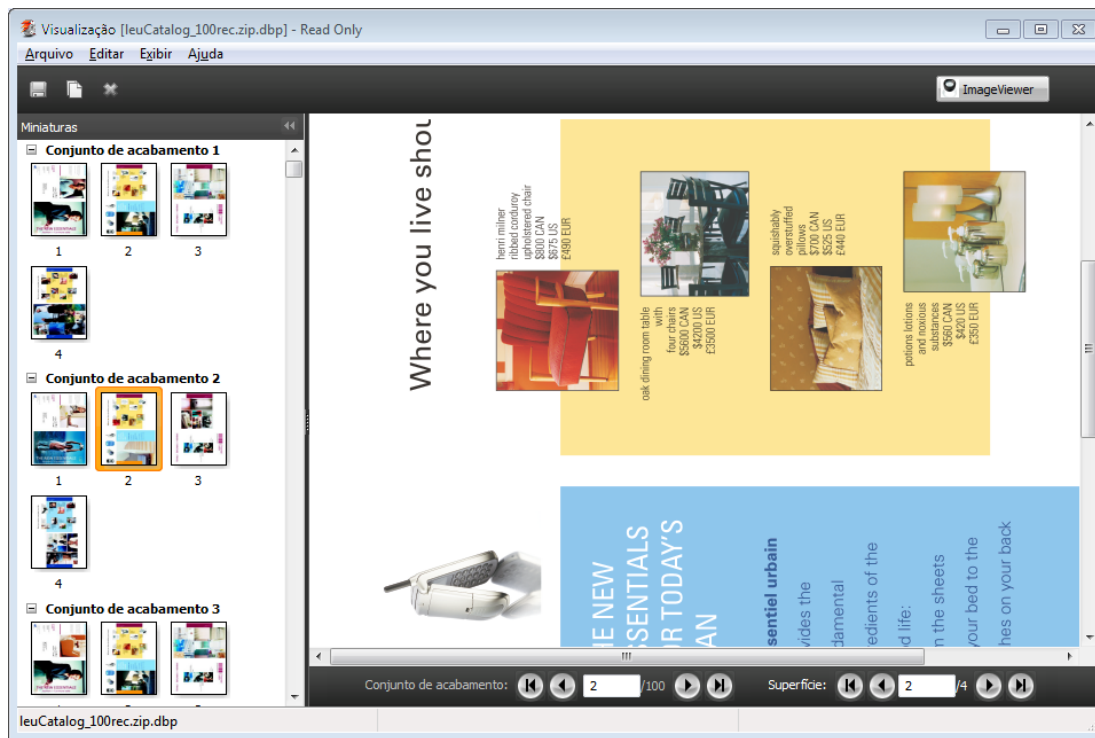 Visualização [leuCatalog_100rec.zip.dbp] - Read Only
Arquivo Editar Exibir Ajuda
ImageViewer
Miniaturas
Conjunto de acabamento 1
1 2 3
4
Conjunto de acabamento 2
1 2 3
4
Conjunto de acabamento 3
Where you live shou
henri milner
ribbed corduroy
upholstered chair
$800 CAN
$675 US
£490 EUR
oak dining room table
with
four chairs
$5600 CAN
$4200 US
£3500 EUR
squishably
overstuffed
pillows
$700 CAN
$525 US
£440 EUR
potions lotions
and noxious
substances
$560 CAN
$420 US
£350 EUR
HE NEW
SSENTIALS
R TODAY'S
AN
sentiel urbain
vides the
damental
redients of the
d life:
m the sheets
your bed to the
hes on your back
Conjunto de acabamento: 2 /100 Superfície: 2 /4
leuCatalog_100rec.zip.dbp